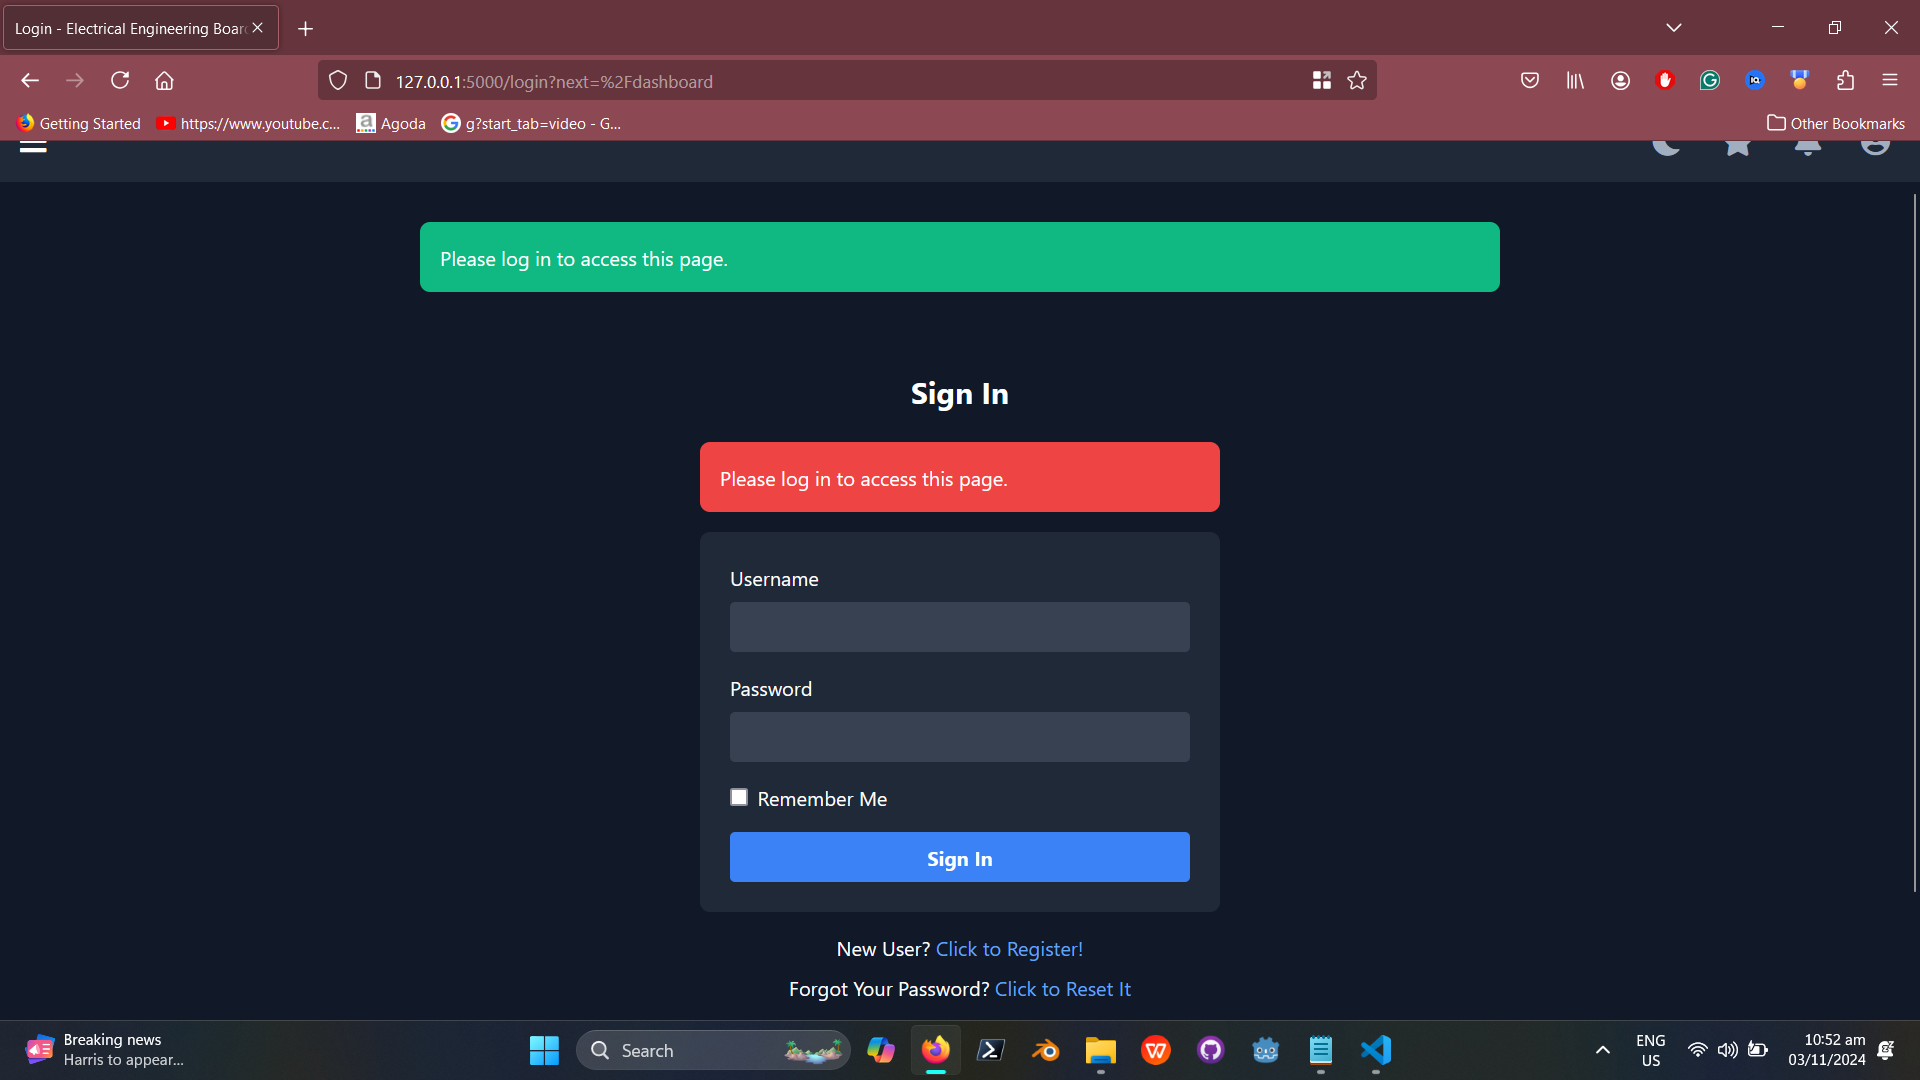 Login - Electrical Engineering Boar
127.0.0.1:5000/login?next=%2Fdashboard
Getting Started
https://www.youtube.c...
Agoda
g?start_tab=video - G...
Other Bookmarks
Please log in to access this page.
Sign In
Please log in to access this page.
Username
Password
Remember Me
Sign In
New User? Click to Register!
Forgot Your Password? Click to Reset It
Breaking news
Harris to appear...
Search
ENG
US
10:52 am
03/11/2024